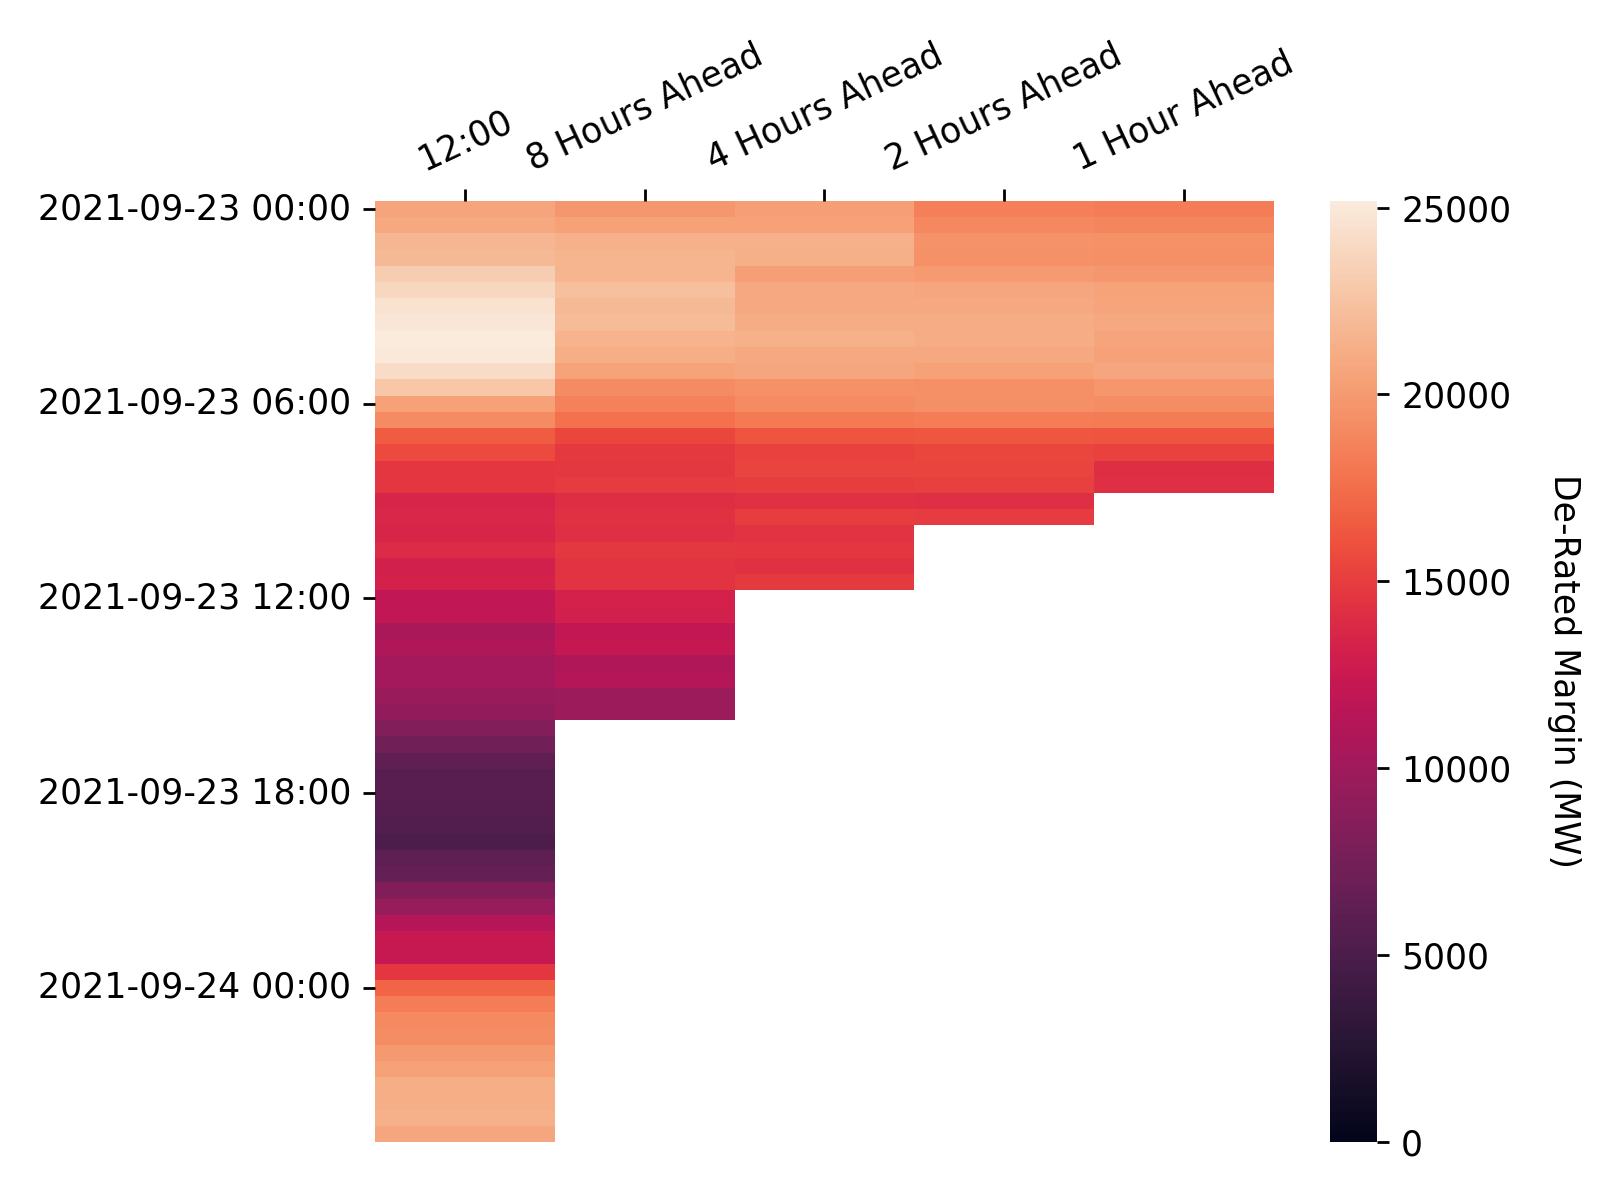 12:00
8 Hours Ahead
4 Hours Ahead
2 Hours Ahead
1 Hour Ahead
2021-09-23 00:00
2021-09-23 06:00
2021-09-23 12:00
2021-09-23 18:00
2021-09-24 00:00
25000
20000
15000
10000
5000
0
De-Rated Margin (MW)